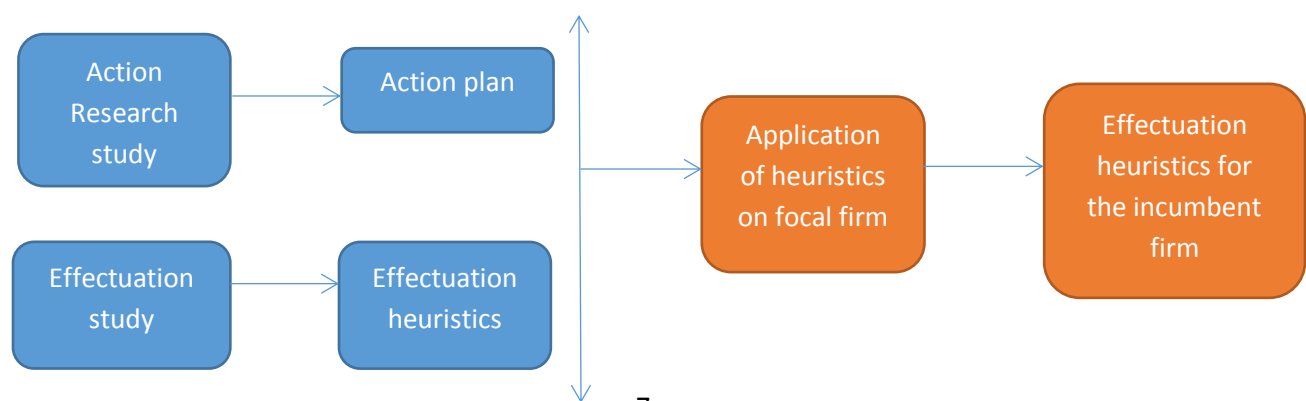 Action
Research
study
Action plan
Effectuation
study
Effectuation
heuristics
Application
of heuristics
on focal firm
Effectuation
heuristics for
the incumbent
firm